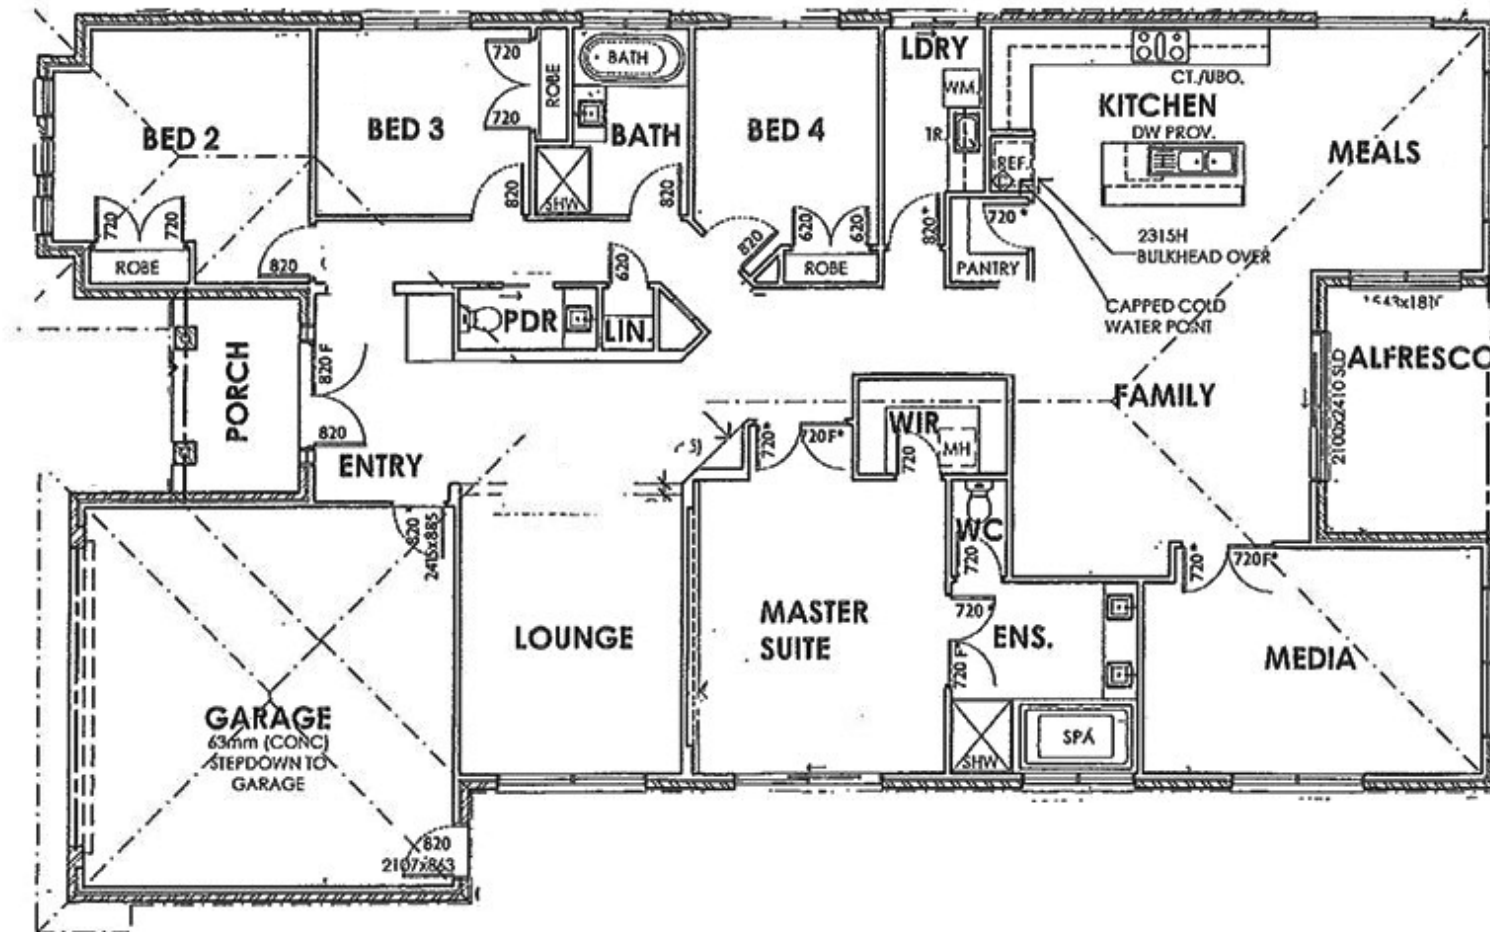 LDRY
BATH
720
ROBE
WM.
CT./UBO.
KITCHEN
BED 2
BED 3
720
BATH
BED 4
1R.
DW PROV.
MEALS
REF.
820
SHW
820
720
720
820
620
620
820*
720*
2315H
BULKHEAD OVER
ROBE
820
620
ROBE
PANTRY
CAPPED COLD
WATER POINT
PDR
LIN.
820 F
PORCH
ALFRESCO
2100x2410 SLD
FAMILY
WIR
MH
820
ENTRY
720*
720F*
720
WC
820*
2415x885
720
720*
720F*
720*
MASTER
SUITE
LOUNGE
ENS.
720 F
MEDIA
GARAGE
63mm (CONC)
STEPDOWN TO
GARAGE
SPA
SHW
820
2107x863